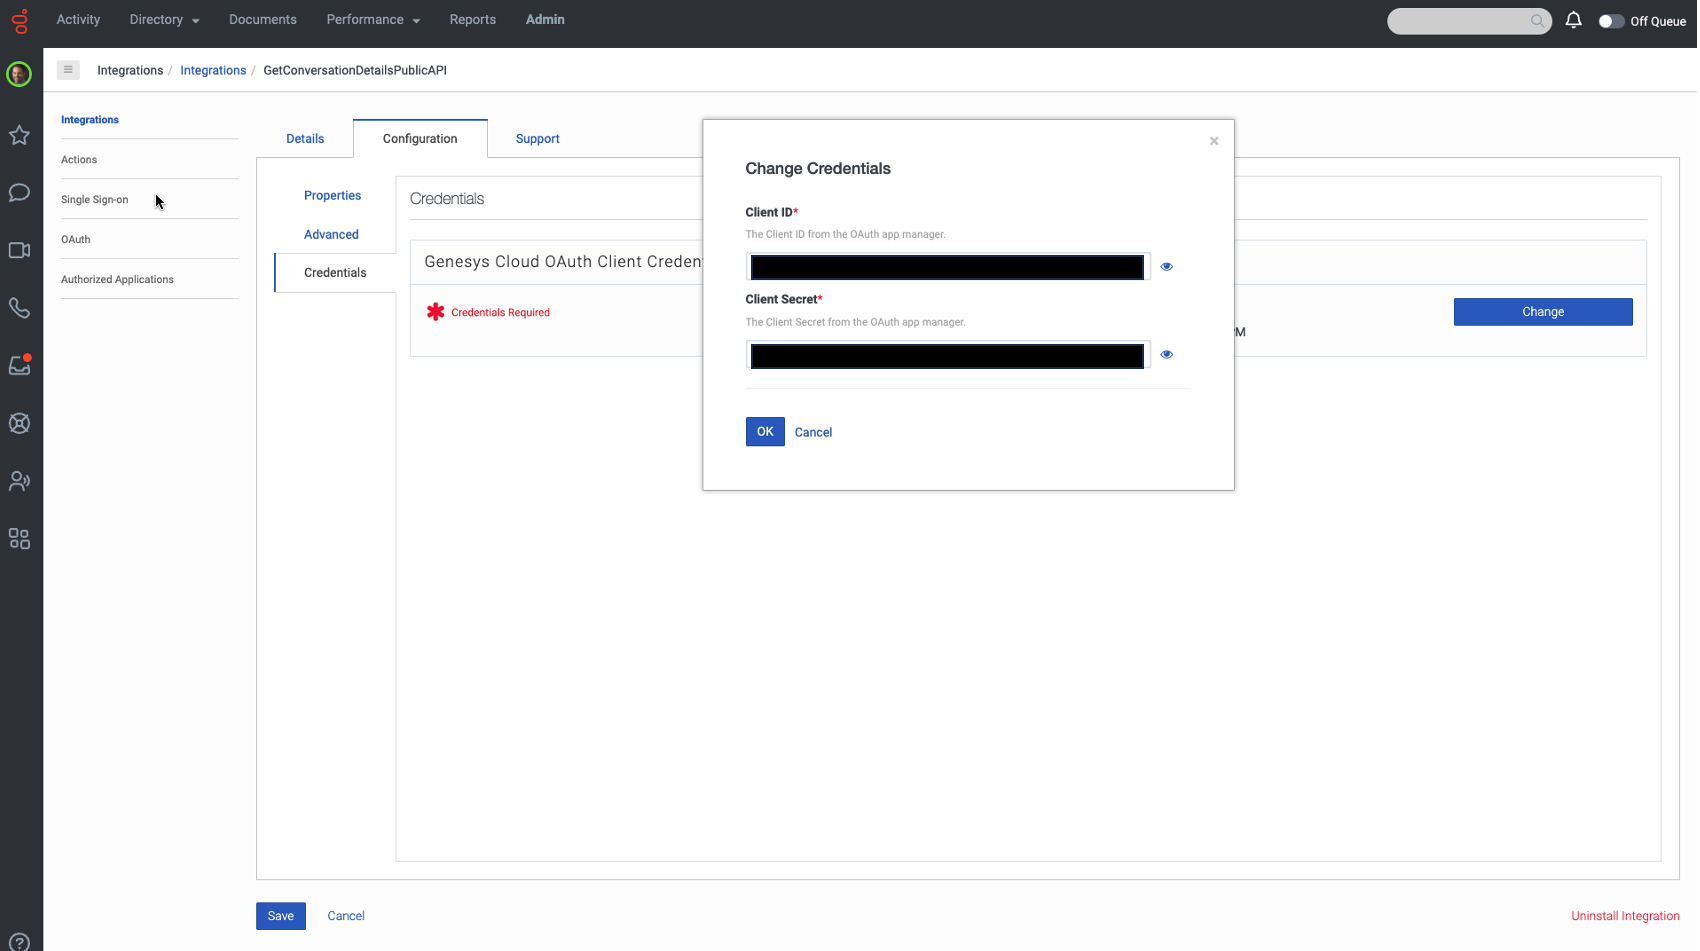 Activity Directory Documents Performance Reports Admin Off Queue
Integrations / Integrations / GetConversationDetailsPublicAPI
Integrations
Actions
Single Sign-on
OAuth
Authorized Applications
Details Configuration Support
Properties
Advanced
Credentials
Credentials
Genesys Cloud OAuth Client Creden
Credentials Required
PM
Change
Change Credentials
×
Client ID*
The Client ID from the OAuth app manager.
Client Secret*
The Client Secret from the OAuth app manager.
OK Cancel
Save Cancel Uninstall Integration